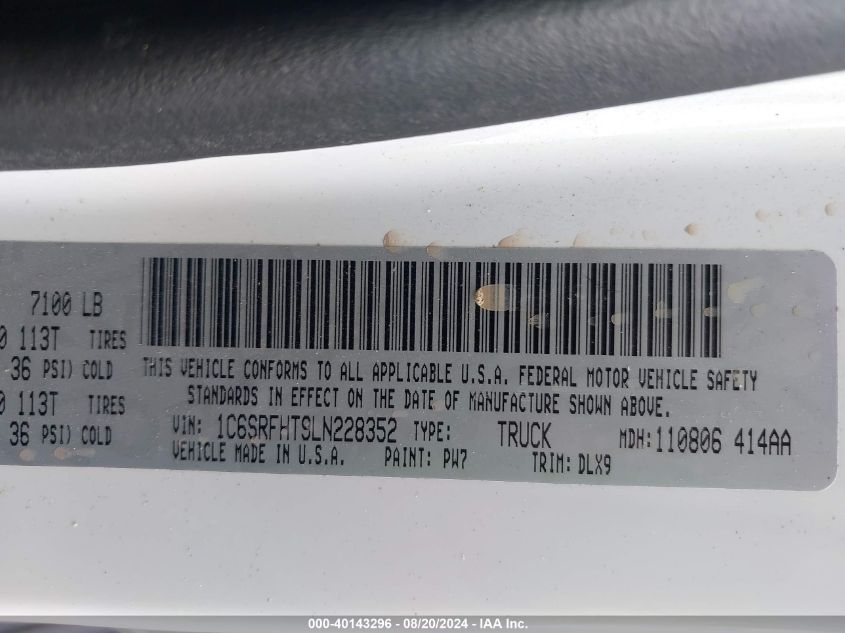 7100 LB
0 113T TIRES
36 PSI) COLD
0 113T TIRES
36 PSI) COLD
THIS VEHICLE CONFORMS TO ALL APPLICABLE U.S.A. FEDERAL MOTOR VEHICLE SAFETY
STANDARDS IN EFFECT ON THE DATE OF MANUFACTURE SHOWN ABOVE.
VIN: 1C6SRFHT9LN228352 TYPE: TRUCK MDH: 110806 414AA
VEHICLE MADE IN U.S.A. PAINT: PW7 TRIM: DLX9
000-40143296 - 08/20/2024 - IAA Inc.